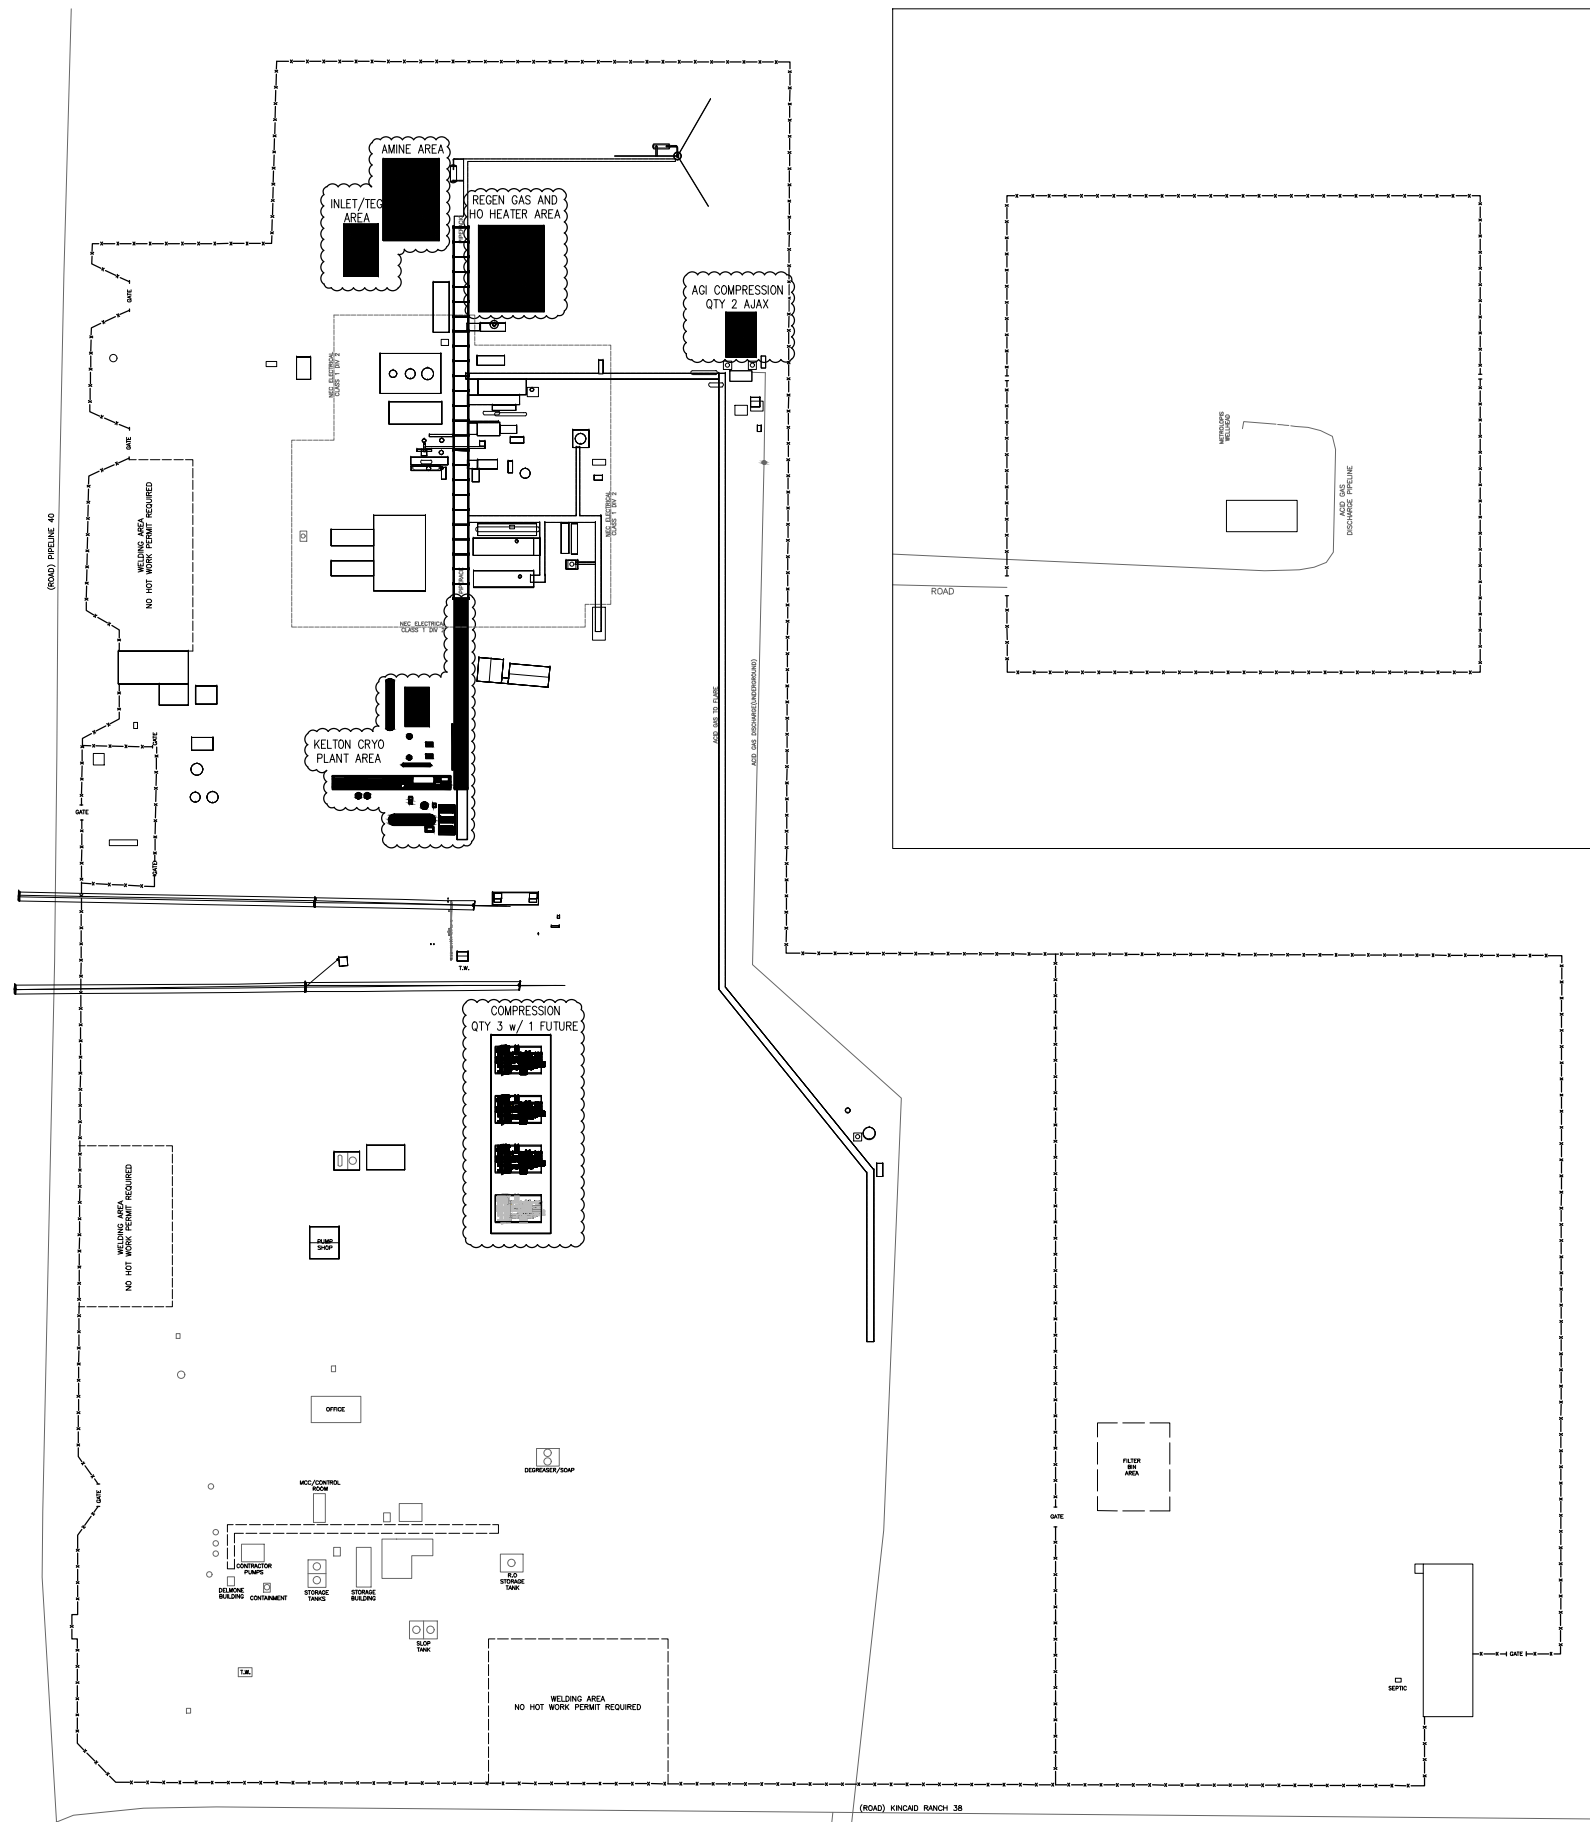 AMINE AREA
INLET/TEG
AREA
REGEN GAS AND
HO HEATER AREA
PIPERACK
GATE
AGI COMPRESSION
QTY 2 AJAX
NEC ELECTRICAL
CLASS 1 DIV 2
GATE
METROLOPIS
WELLHEAD
ACID GAS
DISCHARGE PIPELINE
WELDING AREA
NO HOT WORK PERMIT REQUIRED
(ROAD) PIPELINE 40
NEC ELECTRICAL
CLASS 1 DIV 2
PIPERACK
ROAD
NEC ELECTRICAL
CLASS 1 DIV 2
ACID GAS TO FLARE
ACID GAS DISCHARGE(UNDERGROUND)
GATE
KELTON CRYO
PLANT AREA
GATE
GATE
T.W.
COMPRESSION
QTY 3 w/ 1 FUTURE
WELDING AREA
NO HOT WORK PERMIT REQUIRED
PUMP
SHOP
OFFICE
DEGREASER/SOAP
FILTER
BIN
AREA
MCC/CONTROL
ROOM
GATE
GATE
CONTRACTOR
PUMPS
DELMONE
BUILDING
CONTAINMENT
STORAGE
TANKS
STORAGE
BUILDING
R.O
STORAGE
TANK
SLOP
TANK
GATE
T.W.
SEPTIC
WELDING AREA
NO HOT WORK PERMIT REQUIRED
(ROAD) KINCAID RANCH 38